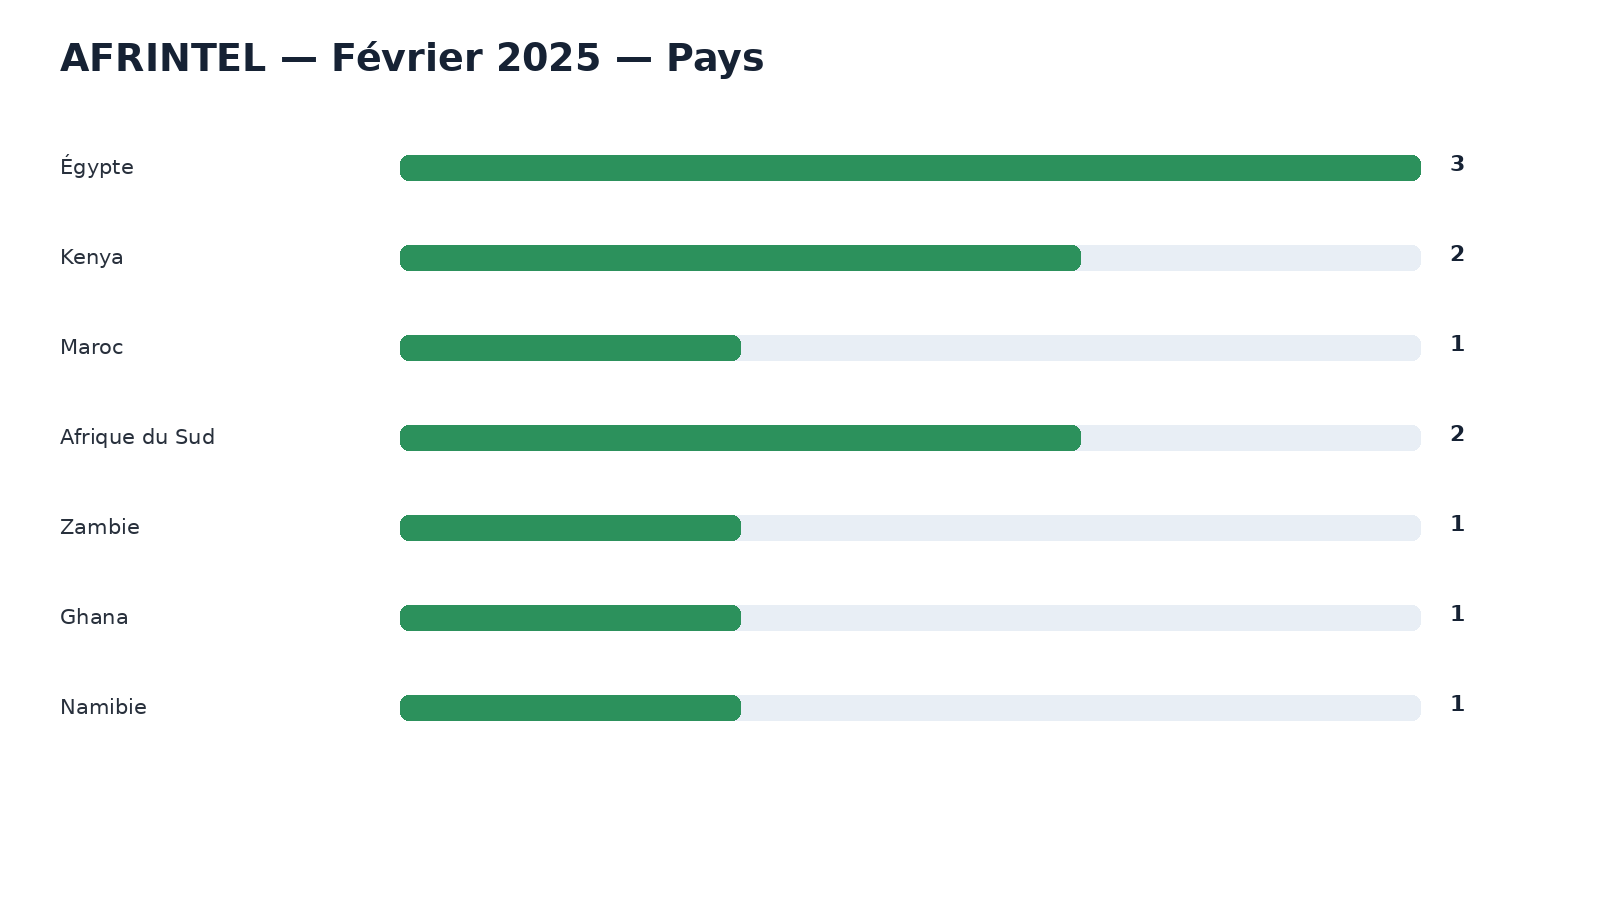 AFRINTEL — Février 2025 — Pays
Égypte 3
Kenya 2
Maroc 1
Afrique du Sud 2
Zambie 1
Ghana 1
Namibie 1